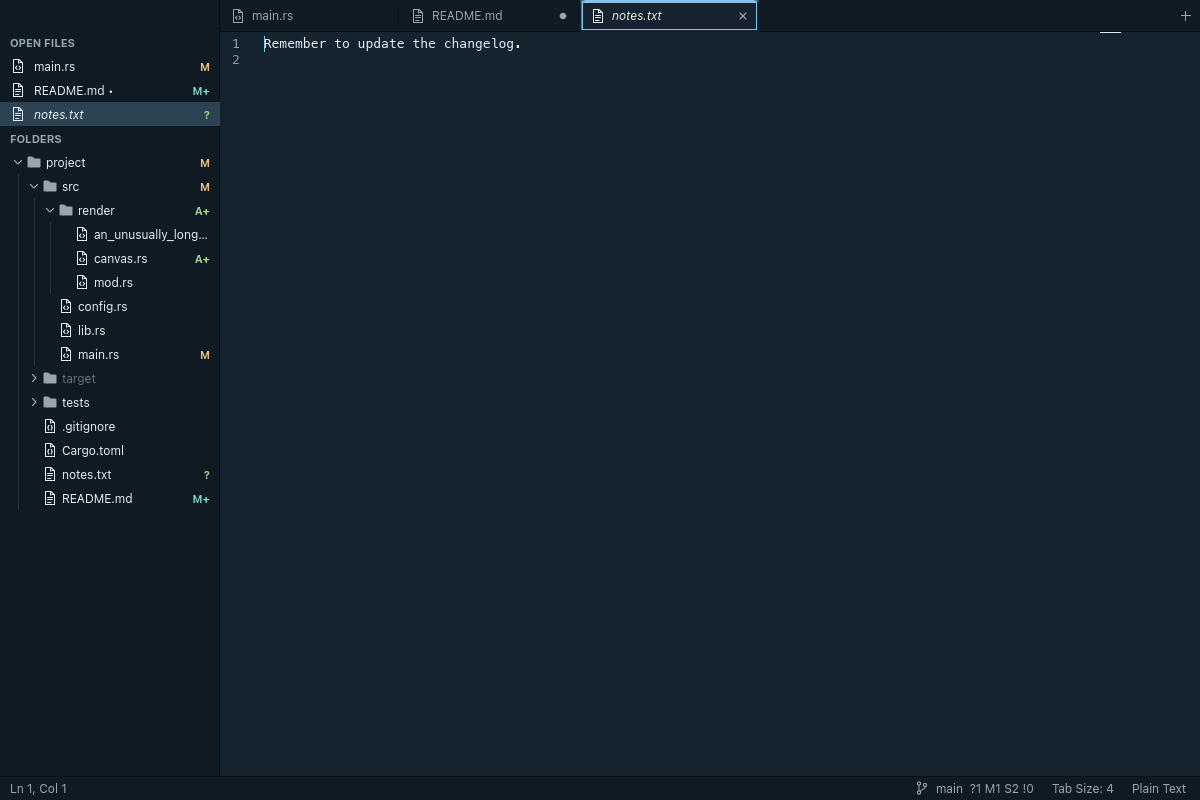 main.rs
README.md ●
notes.txt ×
+
OPEN FILES
main.rs M
README.md • M+
notes.txt ?
FOLDERS
project M
src M
render A+
an_unusually_long...
canvas.rs A+
mod.rs
config.rs
lib.rs
main.rs M
target
tests
.gitignore
Cargo.toml
notes.txt ?
README.md M+
1 Remember to update the changelog.
2
Ln 1, Col 1
main ?1 M1 S2 !0 Tab Size: 4 Plain Text